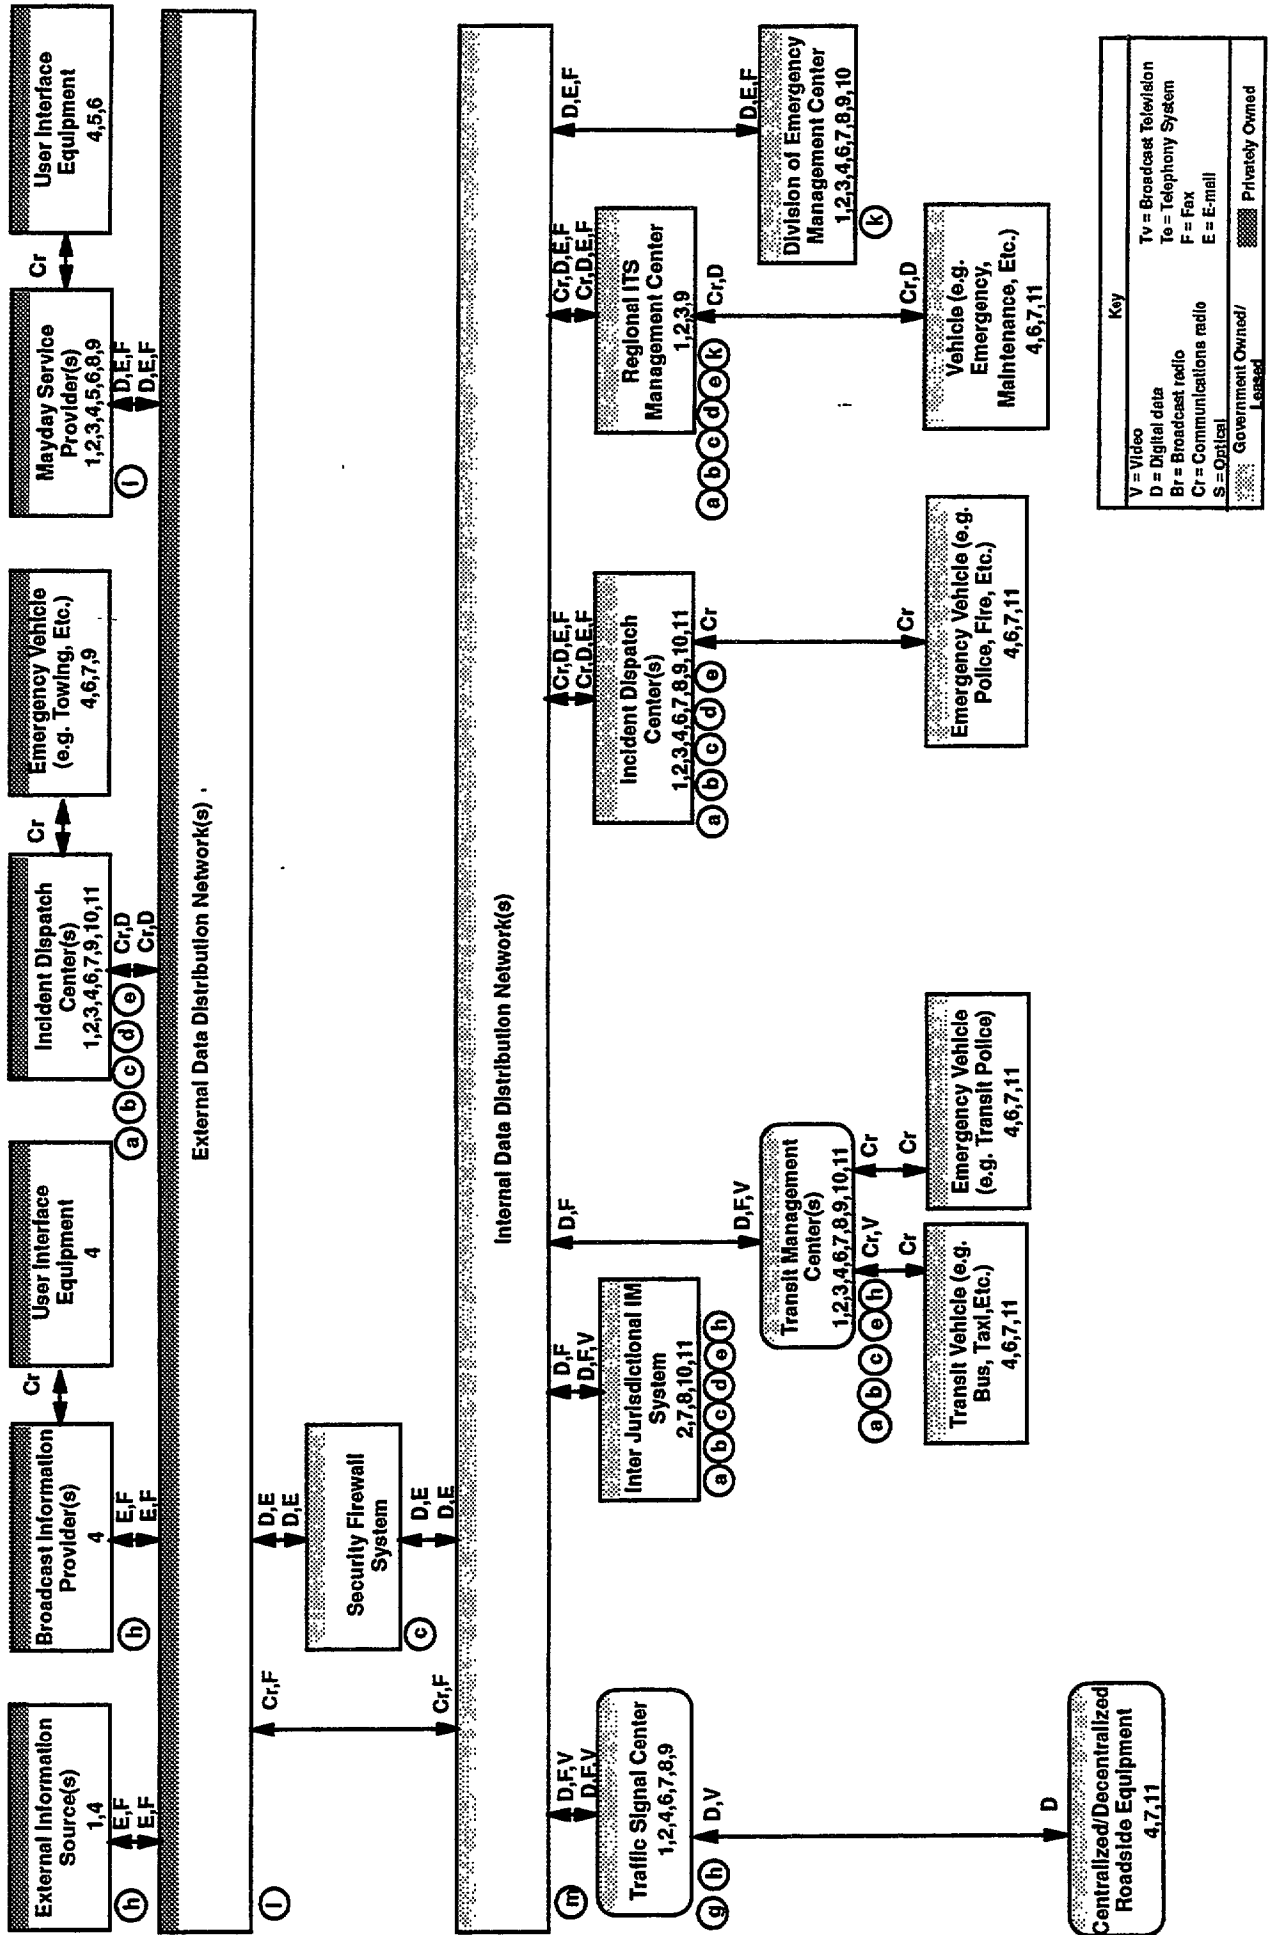 External Information
Source(s)
1,4
E,F
E,F
h
Broadcast Information
Provider(s)
4
E,F
E,F
h
Cr
User Interface
Equipment
4
Incident Dispatch
Center(s)
1,2,3,4,6,7,9,10,11
Cr,D
Cr,D
a b c d e
Cr
Emergency Vehicle
(e.g. Towing, Etc.)
4,6,7,9
Mayday Service
Provider(s)
1,2,3,4,5,6,8,9
D,E,F
D,E,F
Cr
User Interface
Equipment
4,5,6
External Data Distribution Network(s)
Cr,F
Cr,F
D,E
D,E
Security Firewall
System
c
D,E
D,E
Internal Data Distribution Network(s)
m
D,F,V
D,F,V
Traffic Signal Center
1,2,4,6,7,8,9
g h
D,V
D
Centralized/Decentralized
Roadside Equipment
4,7,11
D,F
D,F,V
Inter Jurisdictional IM
System
2,7,8,10,11
a b c d e h
D,F
D,F,V
Transit Management
Center(s)
1,2,3,4,6,7,8,9,10,11
a b c e h
Cr,V
Cr
Cr
Cr
Transit Vehicle (e.g.
Bus, Taxi,Etc.)
4,6,7,11
Emergency Vehicle
(e.g. Transit Police)
4,6,7,11
Cr,D,E,F
Cr,D,E,F
Incident Dispatch
Center(s)
1,2,3,4,6,7,8,9,10,11
a b c d e
Cr
Cr
Emergency Vehicle (e.g.
Police, Fire, Etc.)
4,6,7,11
Cr,D,E,F
Cr,D,E,F
Regional ITS
Management Center
1,2,3,9
a b c d e k
Cr,D
Cr,D
Vehicle (e.g.
Emergency,
Maintenance, Etc.)
4,6,7,11
D,E,F
D,E,F
Division of Emergency
Management Center
1,2,3,4,6,7,8,9,10
k
Key
V = Video
D = Digital data
Br = Broadcast radio
Cr = Communications radio
S = Optical
Tv = Broadcast Television
Te = Telephony System
F = Fax
E = E-mail
Government Owned/
Leased
Privately Owned